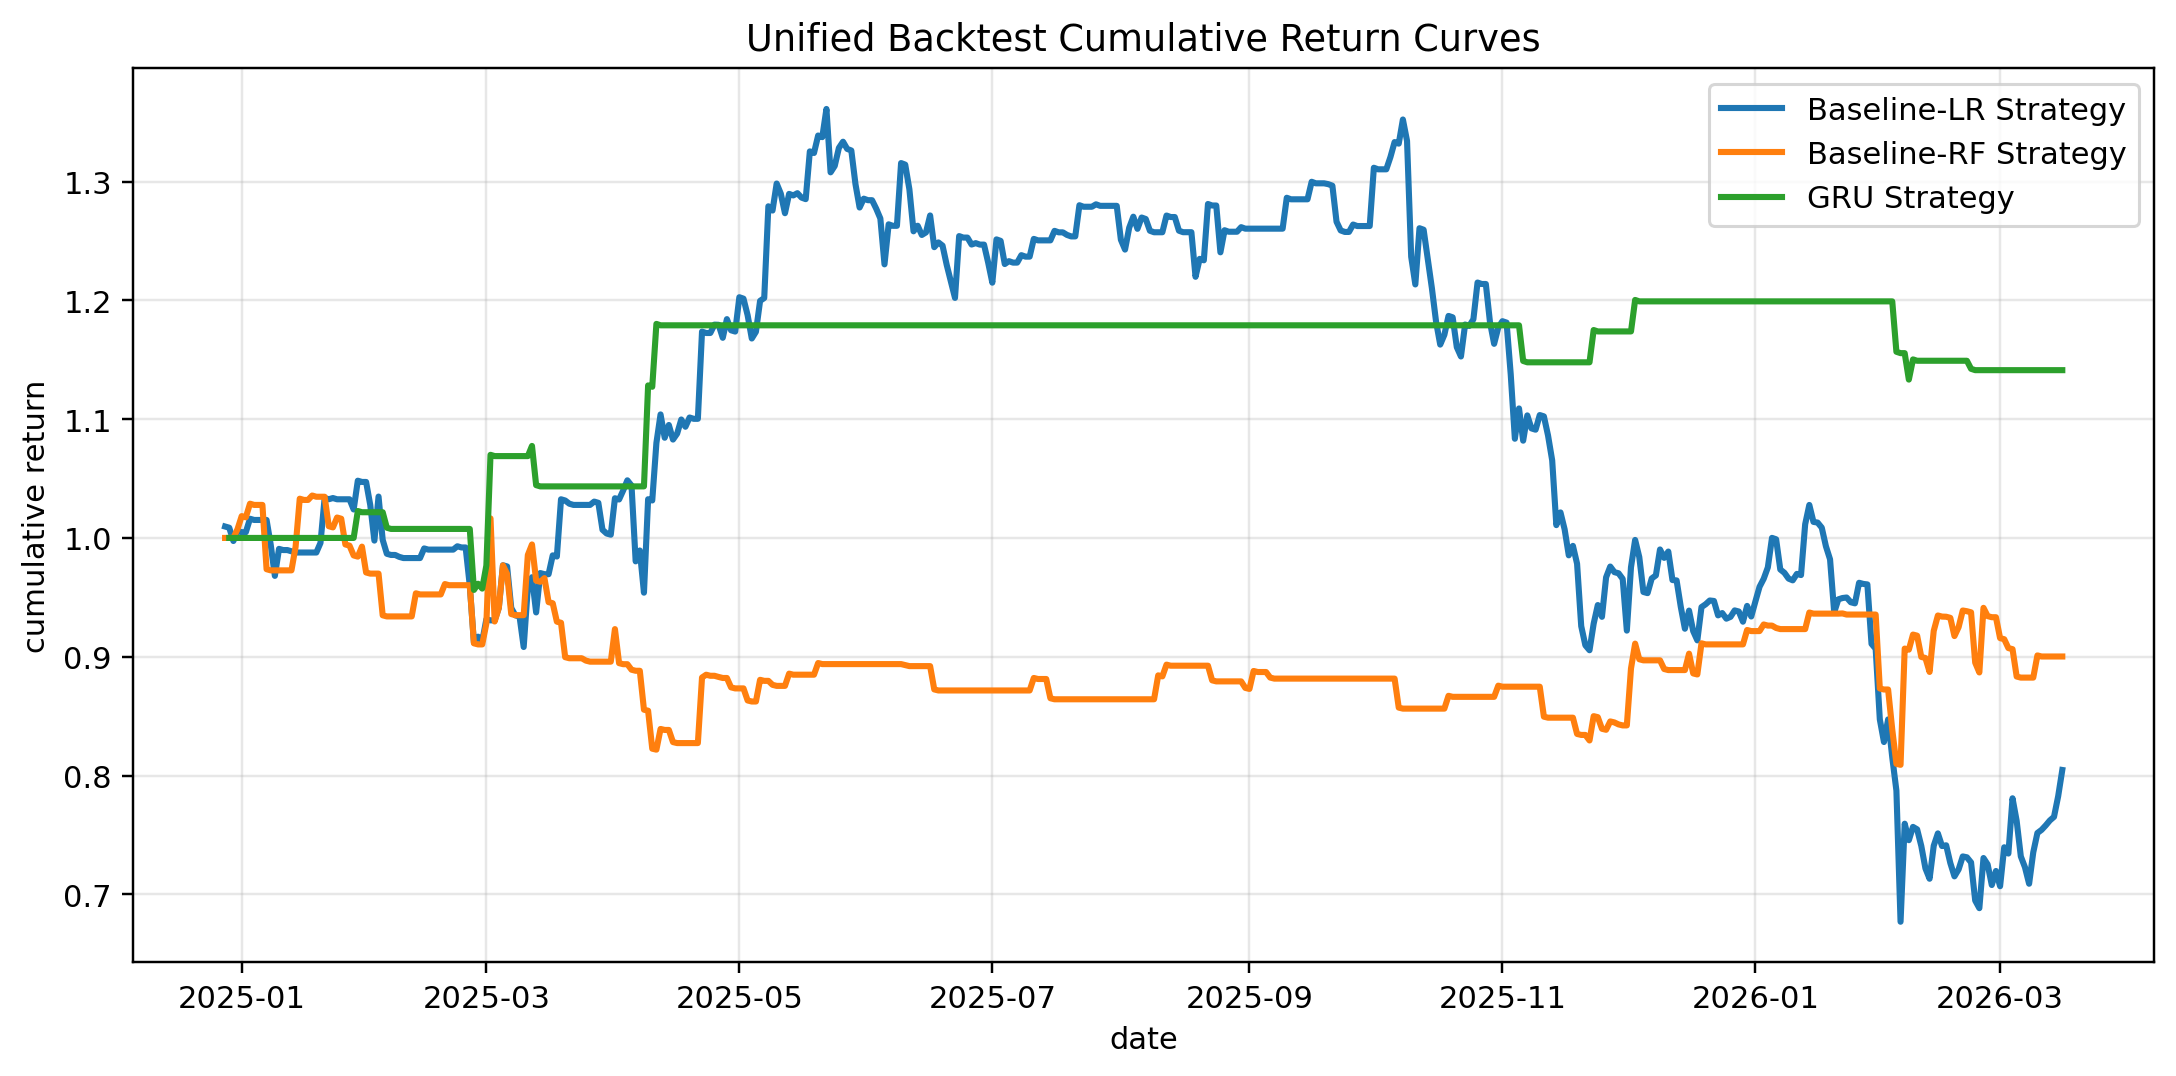 Unified Backtest Cumulative Return Curves
Baseline-LR Strategy
Baseline-RF Strategy
GRU Strategy
cumulative return
1.3
1.2
1.1
1.0
0.9
0.8
0.7
2025-01
2025-03
2025-05
2025-07
2025-09
2025-11
2026-01
2026-03
date